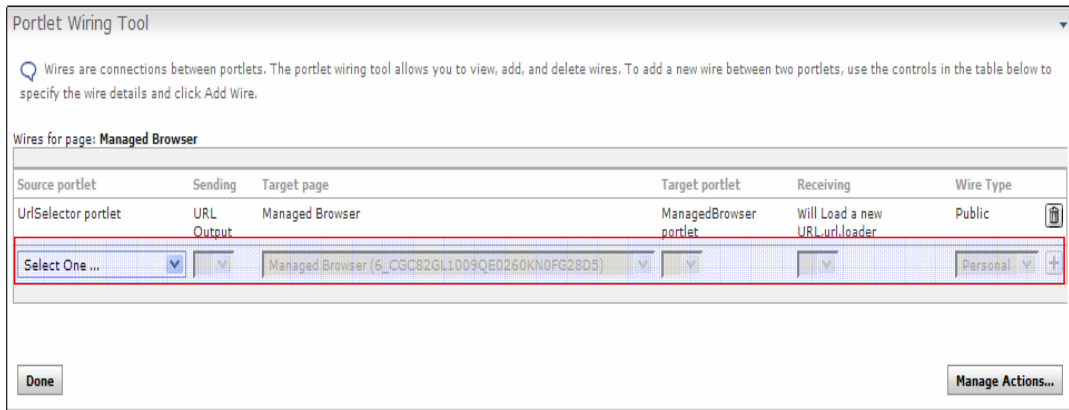 Portlet Wiring Tool
Wires are connections between portlets. The portlet wiring tool allows you to view, add, and delete wires. To add a new wire between two portlets, use the controls in the table below to
specify the wire details and click Add Wire.
Wires for page: Managed Browser
Source portlet Sending Target page Target portlet Receiving Wire Type
UrlSelector portlet URL Managed Browser ManagedBrowser Will Load a new Public
Output portlet URL.url.loader
Select One ... Managed Browser (6_CGC82GL1009QE0260KN0FG28D5) Personal
Done Manage Actions...